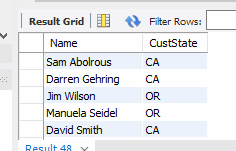 Result Grid Filter Rows:
Name CustState
Sam Abolrous CA
Darren Gehring CA
Jim Wilson OR
Manuela Seidel OR
David Smith CA
Result 48